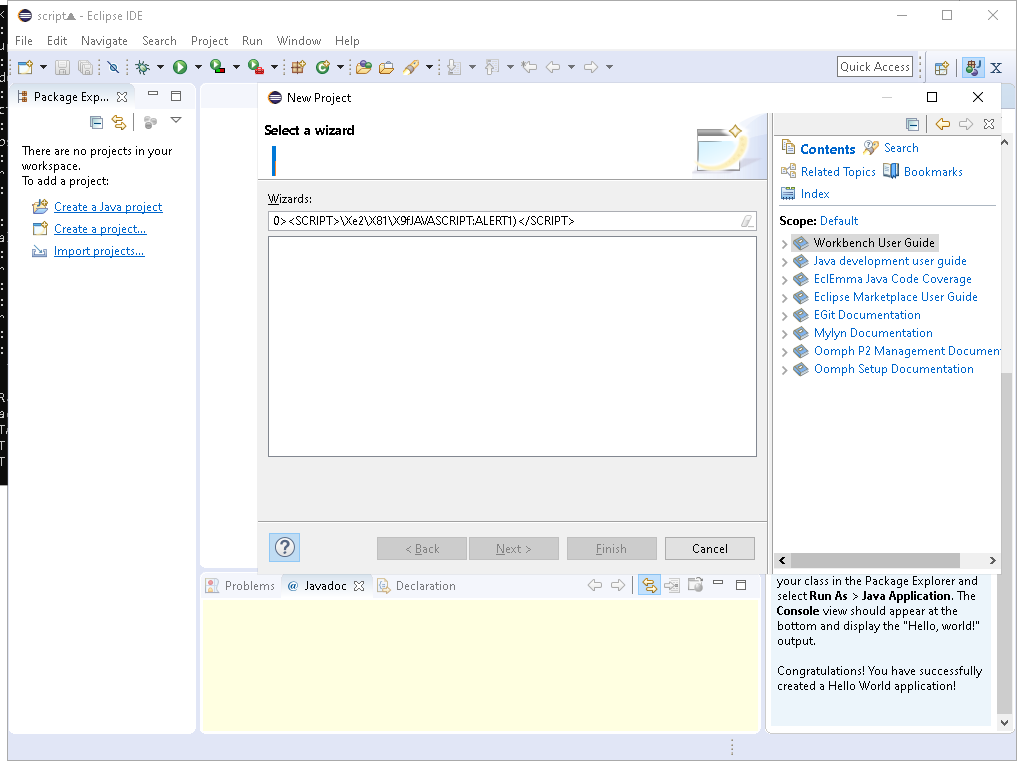 script▲ - Eclipse IDE
File Edit Navigate Search Project Run Window Help
Quick Access
Package Exp...
There are no projects in your
workspace.
To add a project:
Create a Java project
Create a project...
Import projects...
New Project
Select a wizard
Wizards:
0><SCRIPT>\Xe2\X81\X9fJAVASCRIPT:ALERT1)</SCRIPT>
< Back Next > Finish Cancel
Contents Search
Related Topics Bookmarks
Index
Scope: Default
Workbench User Guide
Java development user guide
EclEmma Java Code Coverage
Eclipse Marketplace User Guide
EGit Documentation
Mylyn Documentation
Oomph P2 Management Documen
Oomph Setup Documentation
Problems @ Javadoc Declaration
your class in the Package Explorer and
select Run As > Java Application. The
Console view should appear at the
bottom and display the "Hello, world!"
output.
Congratulations! You have successfully
created a Hello World application!